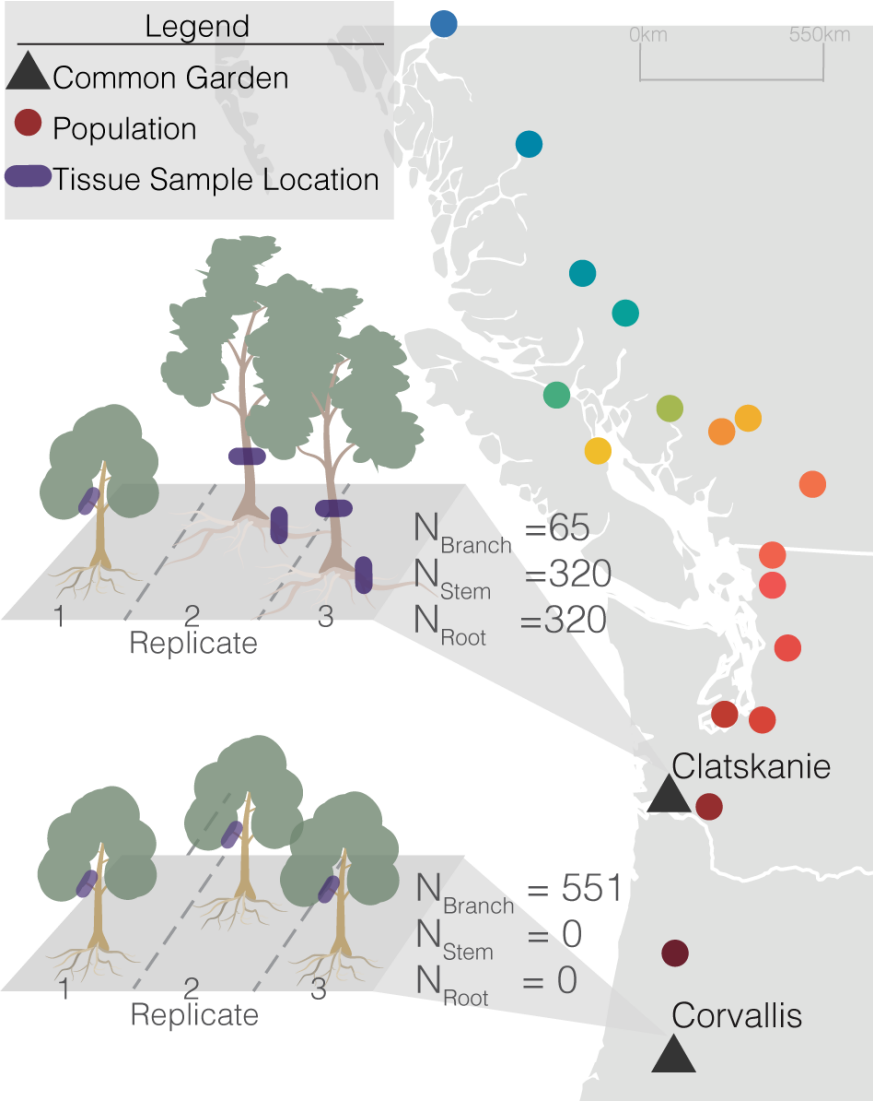 Legend
Common Garden
Population
Tissue Sample Location
0km 550km
N Branch =65
N Stem =320
N Root =320
1 2 3
Replicate
Clatskanie
N Branch = 551
N Stem = 0
N Root = 0
1 2 3
Replicate
Corvallis